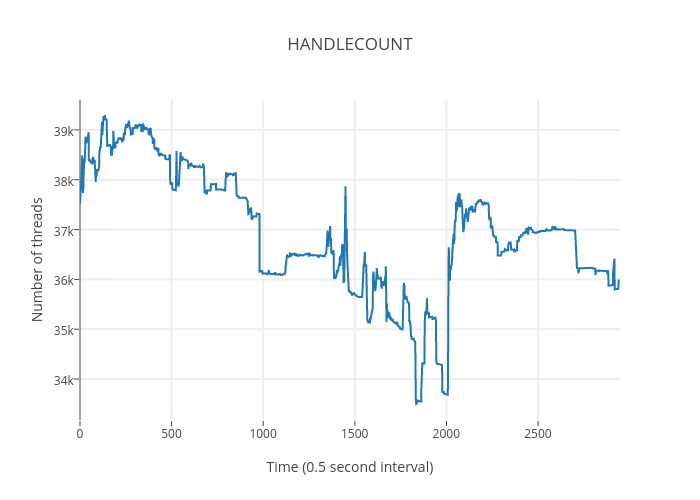 HANDLECOUNT
39k
38k
37k
36k
35k
34k
Number of threads
0
500
1000
1500
2000
2500
Time (0.5 second interval)